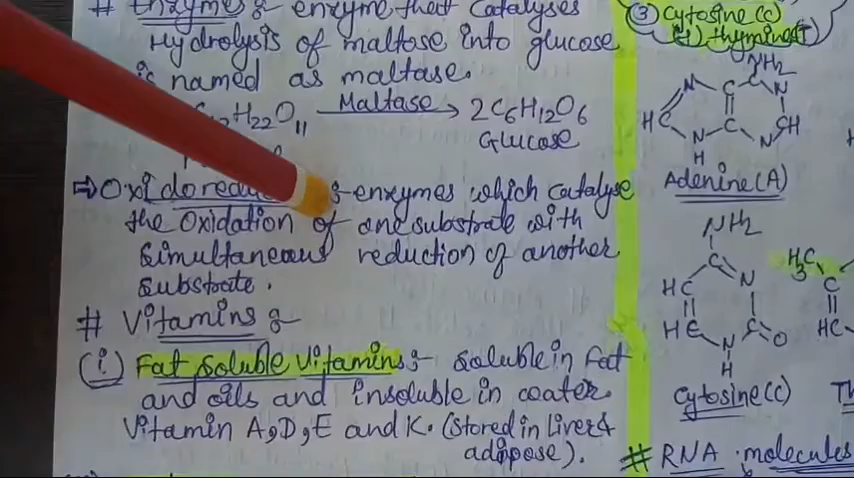 # Enzymes :- enzyme that catalyses
Hydrolysis of maltose into glucose
is named as maltase.
H22O11 Maltase → 2C6H12O6
Glucose
⇒ enzymes which catalyse
the Oxidation of one substrate with
simultaneous reduction of another
substrate.
# Vitamins :-
(i.) Fat soluble Vitamins :- soluble in Fat
and oils and insoluble in water.
Vitamin A, D, E and K. (stored in liver &
adipose).
③ Cytosine (C)
(4) thymine (T)
NH2
N C C N
HC C CH
N N
H
Adenine (A)
NH2
C
HC N
HC C=O
N
H
Cytosine (C)
H3C
C
HC
Th
# RNA molecules